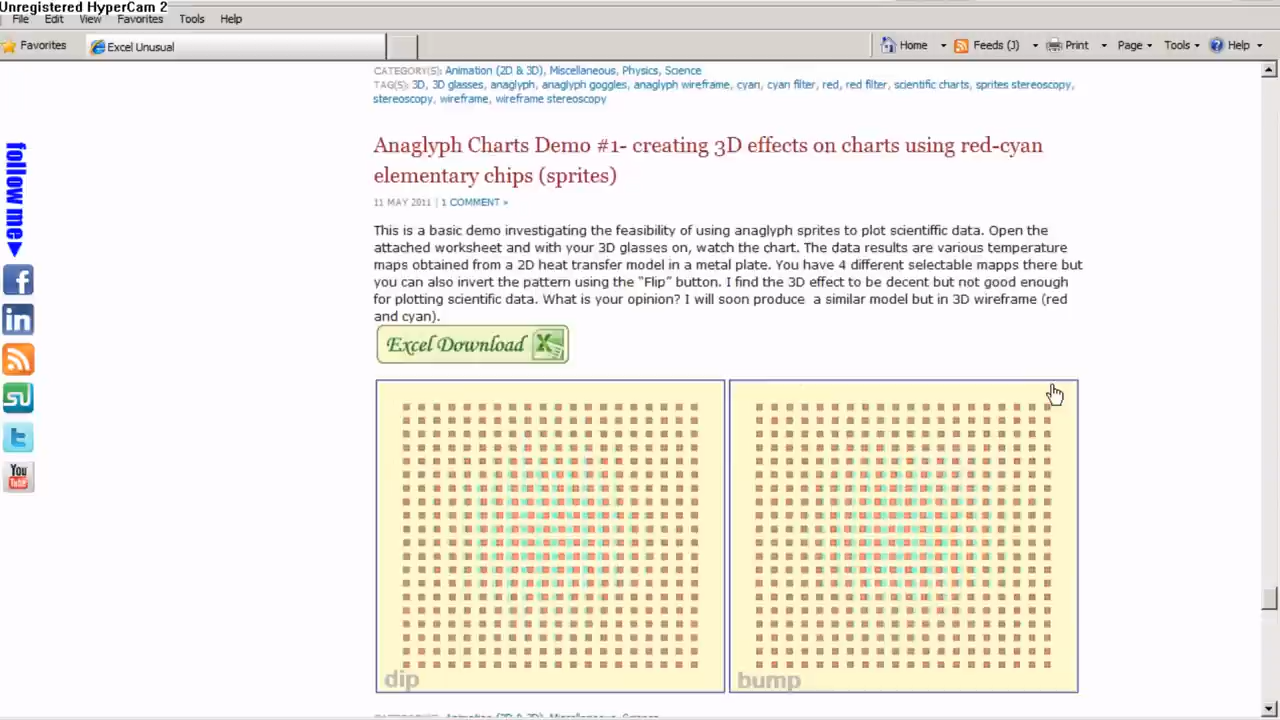 Unregistered HyperCam 2
File Edit View Favorites Tools Help
Favorites Excel Unusual Home Feeds (J) Print Page Tools Help
CATEGORY(S): Animation (2D & 3D), Miscellaneous, Physics, Science
TAG(S): 3D, 3D glasses, anaglyph, anaglyph goggles, anaglyph wireframe, cyan, cyan filter, red, red filter, scientific charts, sprites stereoscopy,
stereoscopy, wireframe, wireframe stereoscopy
Anaglyph Charts Demo #1- creating 3D effects on charts using red-cyan
elementary chips (sprites)
11 MAY 2011 | 1 COMMENT »
This is a basic demo investigating the feasibility of using anaglyph sprites to plot scientiffic data. Open the
attached worksheet and with your 3D glasses on, watch the chart. The data results are various temperature
maps obtained from a 2D heat transfer model in a metal plate. You have 4 different selectable mapps there but
you can also invert the pattern using the “Flip” button. I find the 3D effect to be decent but not good enough
for plotting scientific data. What is your opinion? I will soon produce a similar model but in 3D wireframe (red
and cyan).
Excel Download
follow me
You
Tube
dip
bump